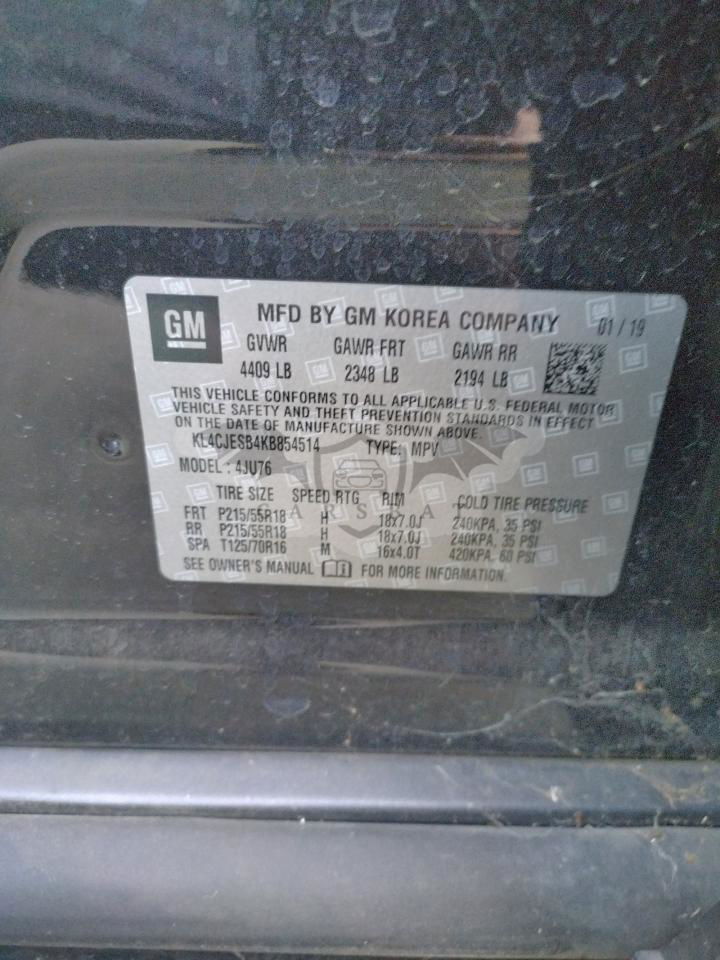 GM
MFD BY GM KOREA COMPANY 01/19
GVWR GAWR FRT GAWR RR
4409 LB 2348 LB 2194 LB
THIS VEHICLE CONFORMS TO ALL APPLICABLE U.S. FEDERAL MOTOR
VEHICLE SAFETY AND THEFT PREVENTION STANDARDS IN EFFECT
ON THE DATE OF MANUFACTURE SHOWN ABOVE.
KL4CJESB4KB854514 TYPE: MPV
MODEL: 4JU76
TIRE SIZE SPEED RTG RIM COLD TIRE PRESSURE
FRT P215/55R18 H 18x7.0J 240KPA, 35 PSI
RR P215/55R18 H 18x7.0J 240KPA, 35 PSI
SPA T125/70R16 M 16x4.0T 420KPA, 60 PSI
SEE OWNER'S MANUAL FOR MORE INFORMATION.